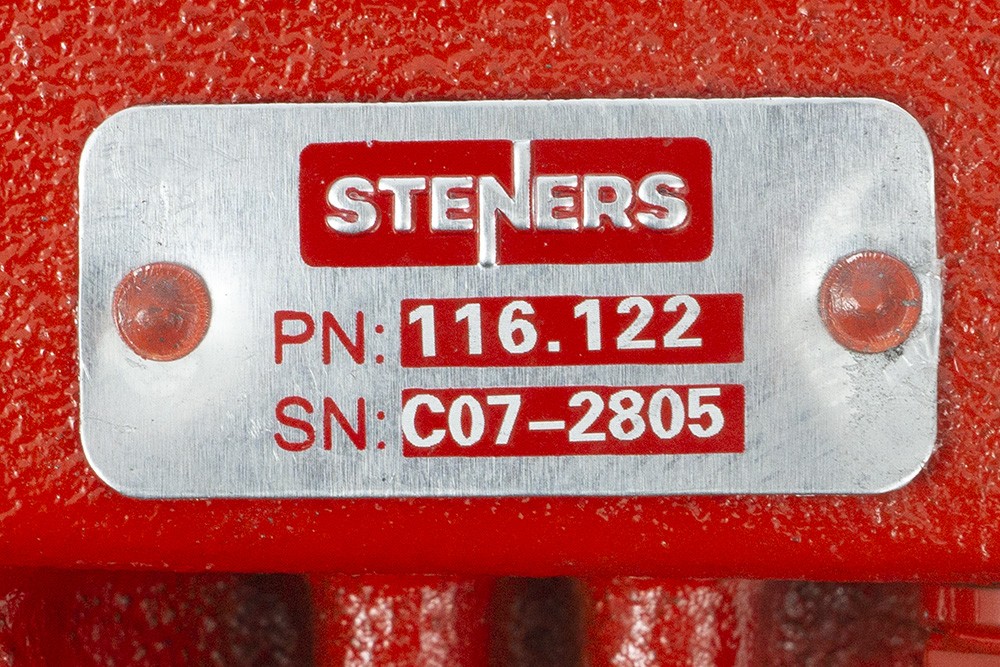 STENERS
PN: 116.122
SN: C07-2805